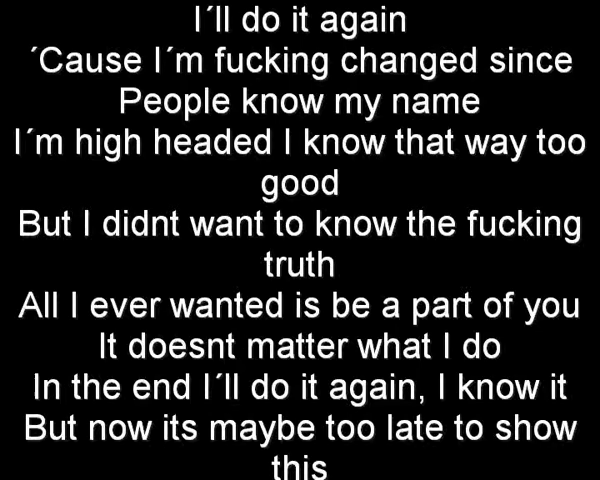 I´ll do it again
´Cause I´m fucking changed since
People know my name
I´m high headed I know that way too
good
But I didnt want to know the fucking
truth
All I ever wanted is be a part of you
It doesnt matter what I do
In the end I´ll do it again, I know it
But now its maybe too late to show
this